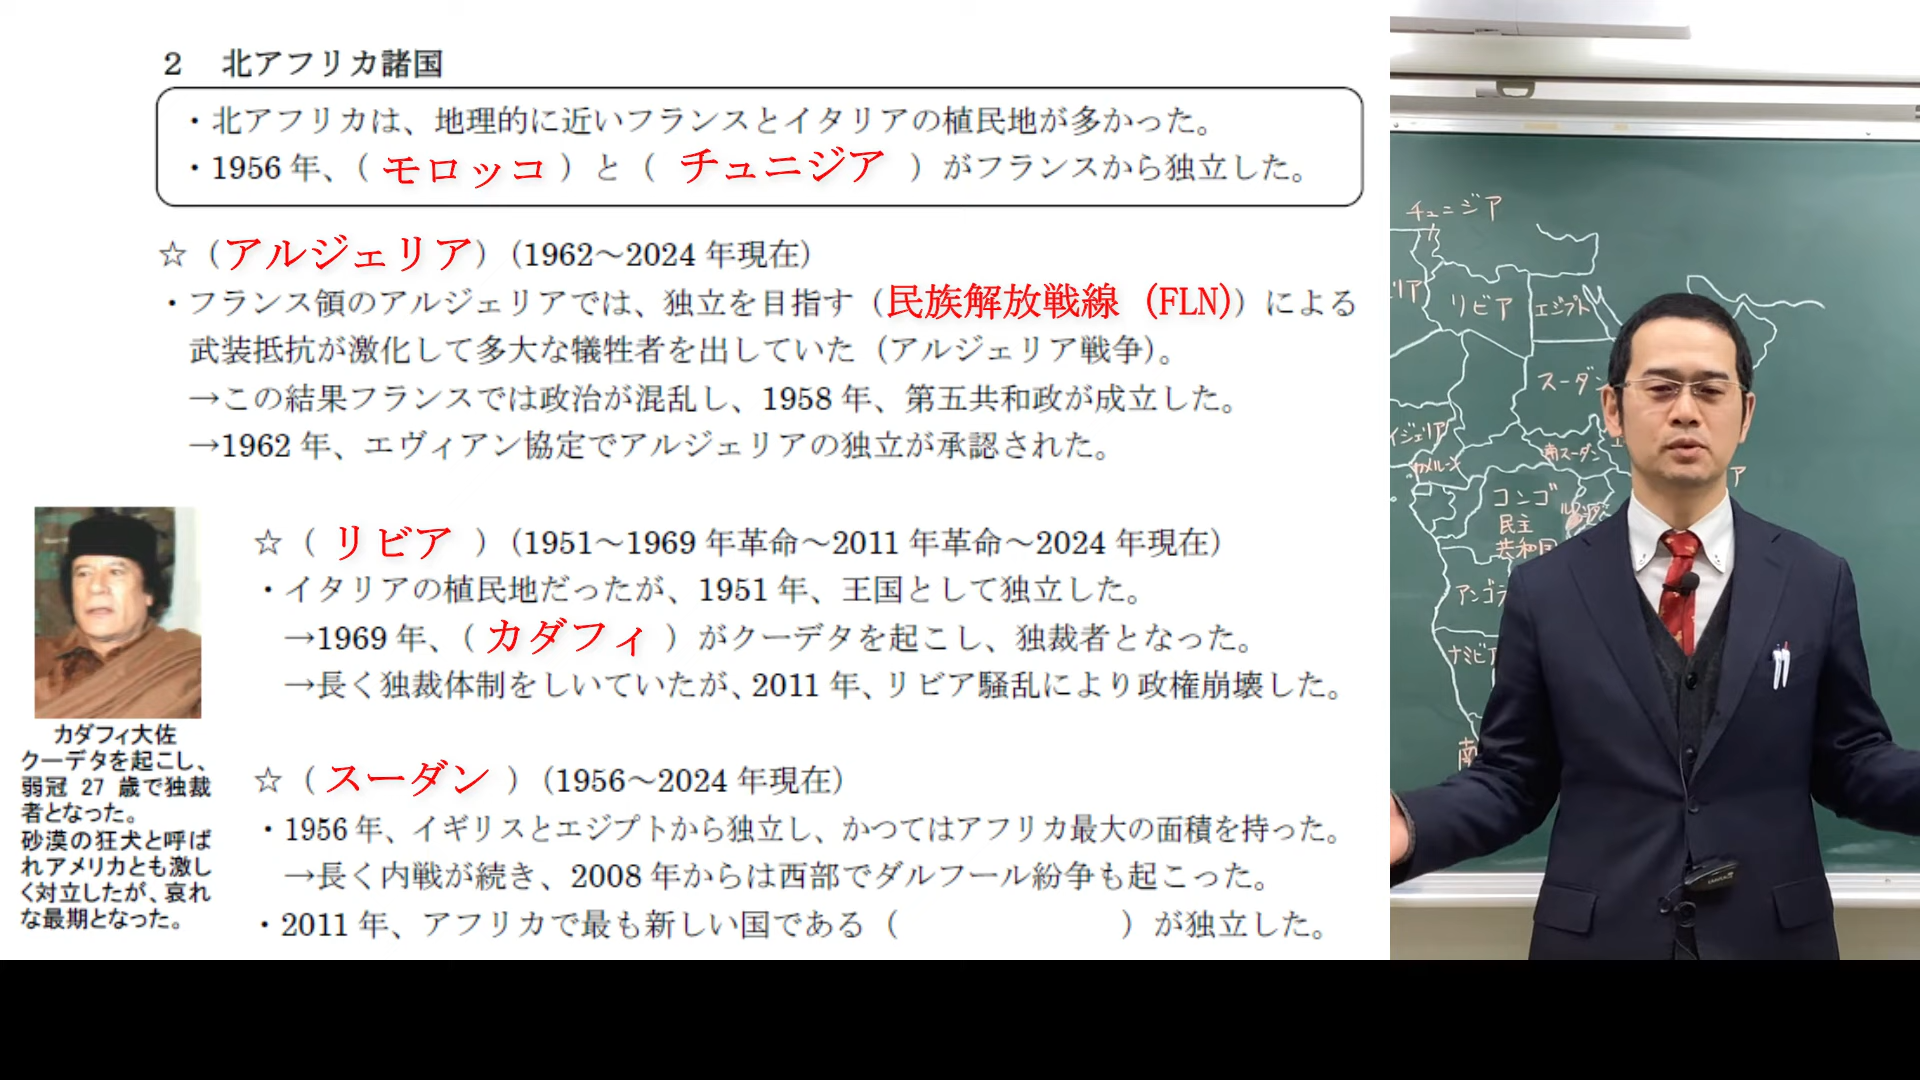 ２　北アフリカ諸国
・北アフリカは、地理的に近いフランスとイタリアの植民地が多かった。
・1956 年、（ モロッコ ）と（ チュニジア ）がフランスから独立した。
☆（アルジェリア）（1962～2024 年現在）
・フランス領のアルジェリアでは、独立を目指す（民族解放戦線（FLN)）による
武装抵抗が激化して多大な犠牲者を出していた（アルジェリア戦争）。
→この結果フランスでは政治が混乱し、1958 年、第五共和政が成立した。
→1962 年、エヴィアン協定でアルジェリアの独立が承認された。
☆（ リビア ）（1951～1969 年革命～2011 年革命～2024 年現在）
・イタリアの植民地だったが、1951 年、王国として独立した。
→1969 年、（ カダフィ ）がクーデタを起こし、独裁者となった。
→長く独裁体制をしいていたが、2011 年、リビア騒乱により政権崩壊した。
カダフィ大佐
クーデタを起こし、
弱冠 27 歳で独裁
者となった。
砂漠の狂犬と呼ば
れアメリカとも激し
く対立したが、哀れ
な最期となった。
☆（ スーダン ）（1956～2024 年現在）
・1956 年、イギリスとエジプトから独立し、かつてはアフリカ最大の面積を持った。
→長く内戦が続き、2008 年からは西部でダルフール紛争も起こった。
・2011 年、アフリカで最も新しい国である（　　　　　　　）が独立した。
チュニジア
リア
リビア
エジプト
スーダン
イジェリア
カメルーン
南スーダン
エ
ア
コンゴ
民主
共和国
アンゴラ
ナミビア
南